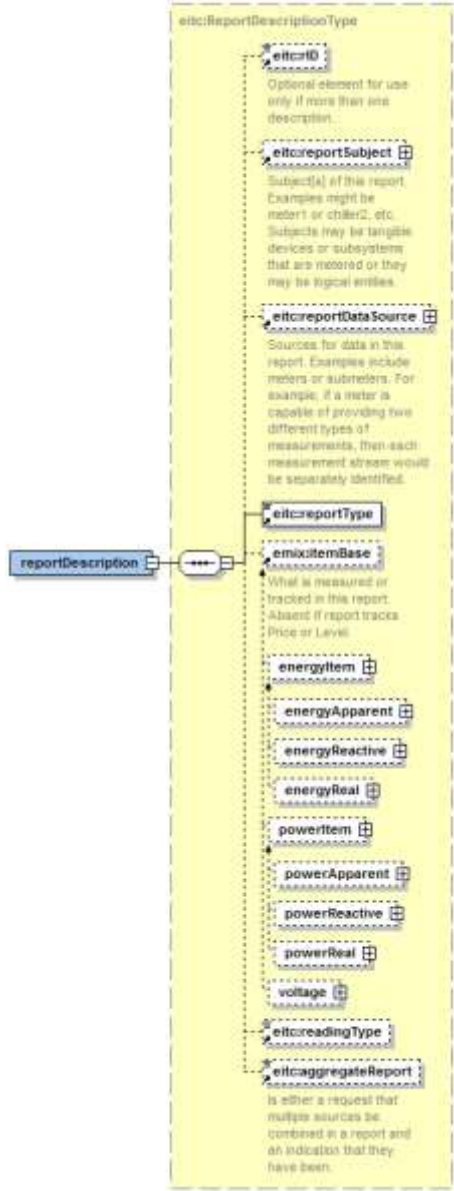 eitc:ReportDescriptionType
eitc:rID
Optional element for use
only if more than one
description.
eitc:reportSubject
Subject[s] of this report.
Examples might be
meter1 or chiller2, etc.
Subjects may be tangible
devices or subsystems
that are metered or they
may be logical entities.
eitc:reportDataSource
Sources for data in this
report. Examples include
meters or submeters. For
example, if a meter is
capable of providing two
different types of
measurements, then each
measurement stream would
be separately identified.
eitc:reportType
reportDescription
emix:itemBase
What is measured or
tracked in this report.
Absent if report tracks
Price or Level.
energyItem
energyApparent
energyReactive
energyReal
powerItem
powerApparent
powerReactive
powerReal
voltage
eitc:readingType
eitc:aggregateReport
Is either a request that
multiple sources be
combined in a report and
an indication that they
have been.